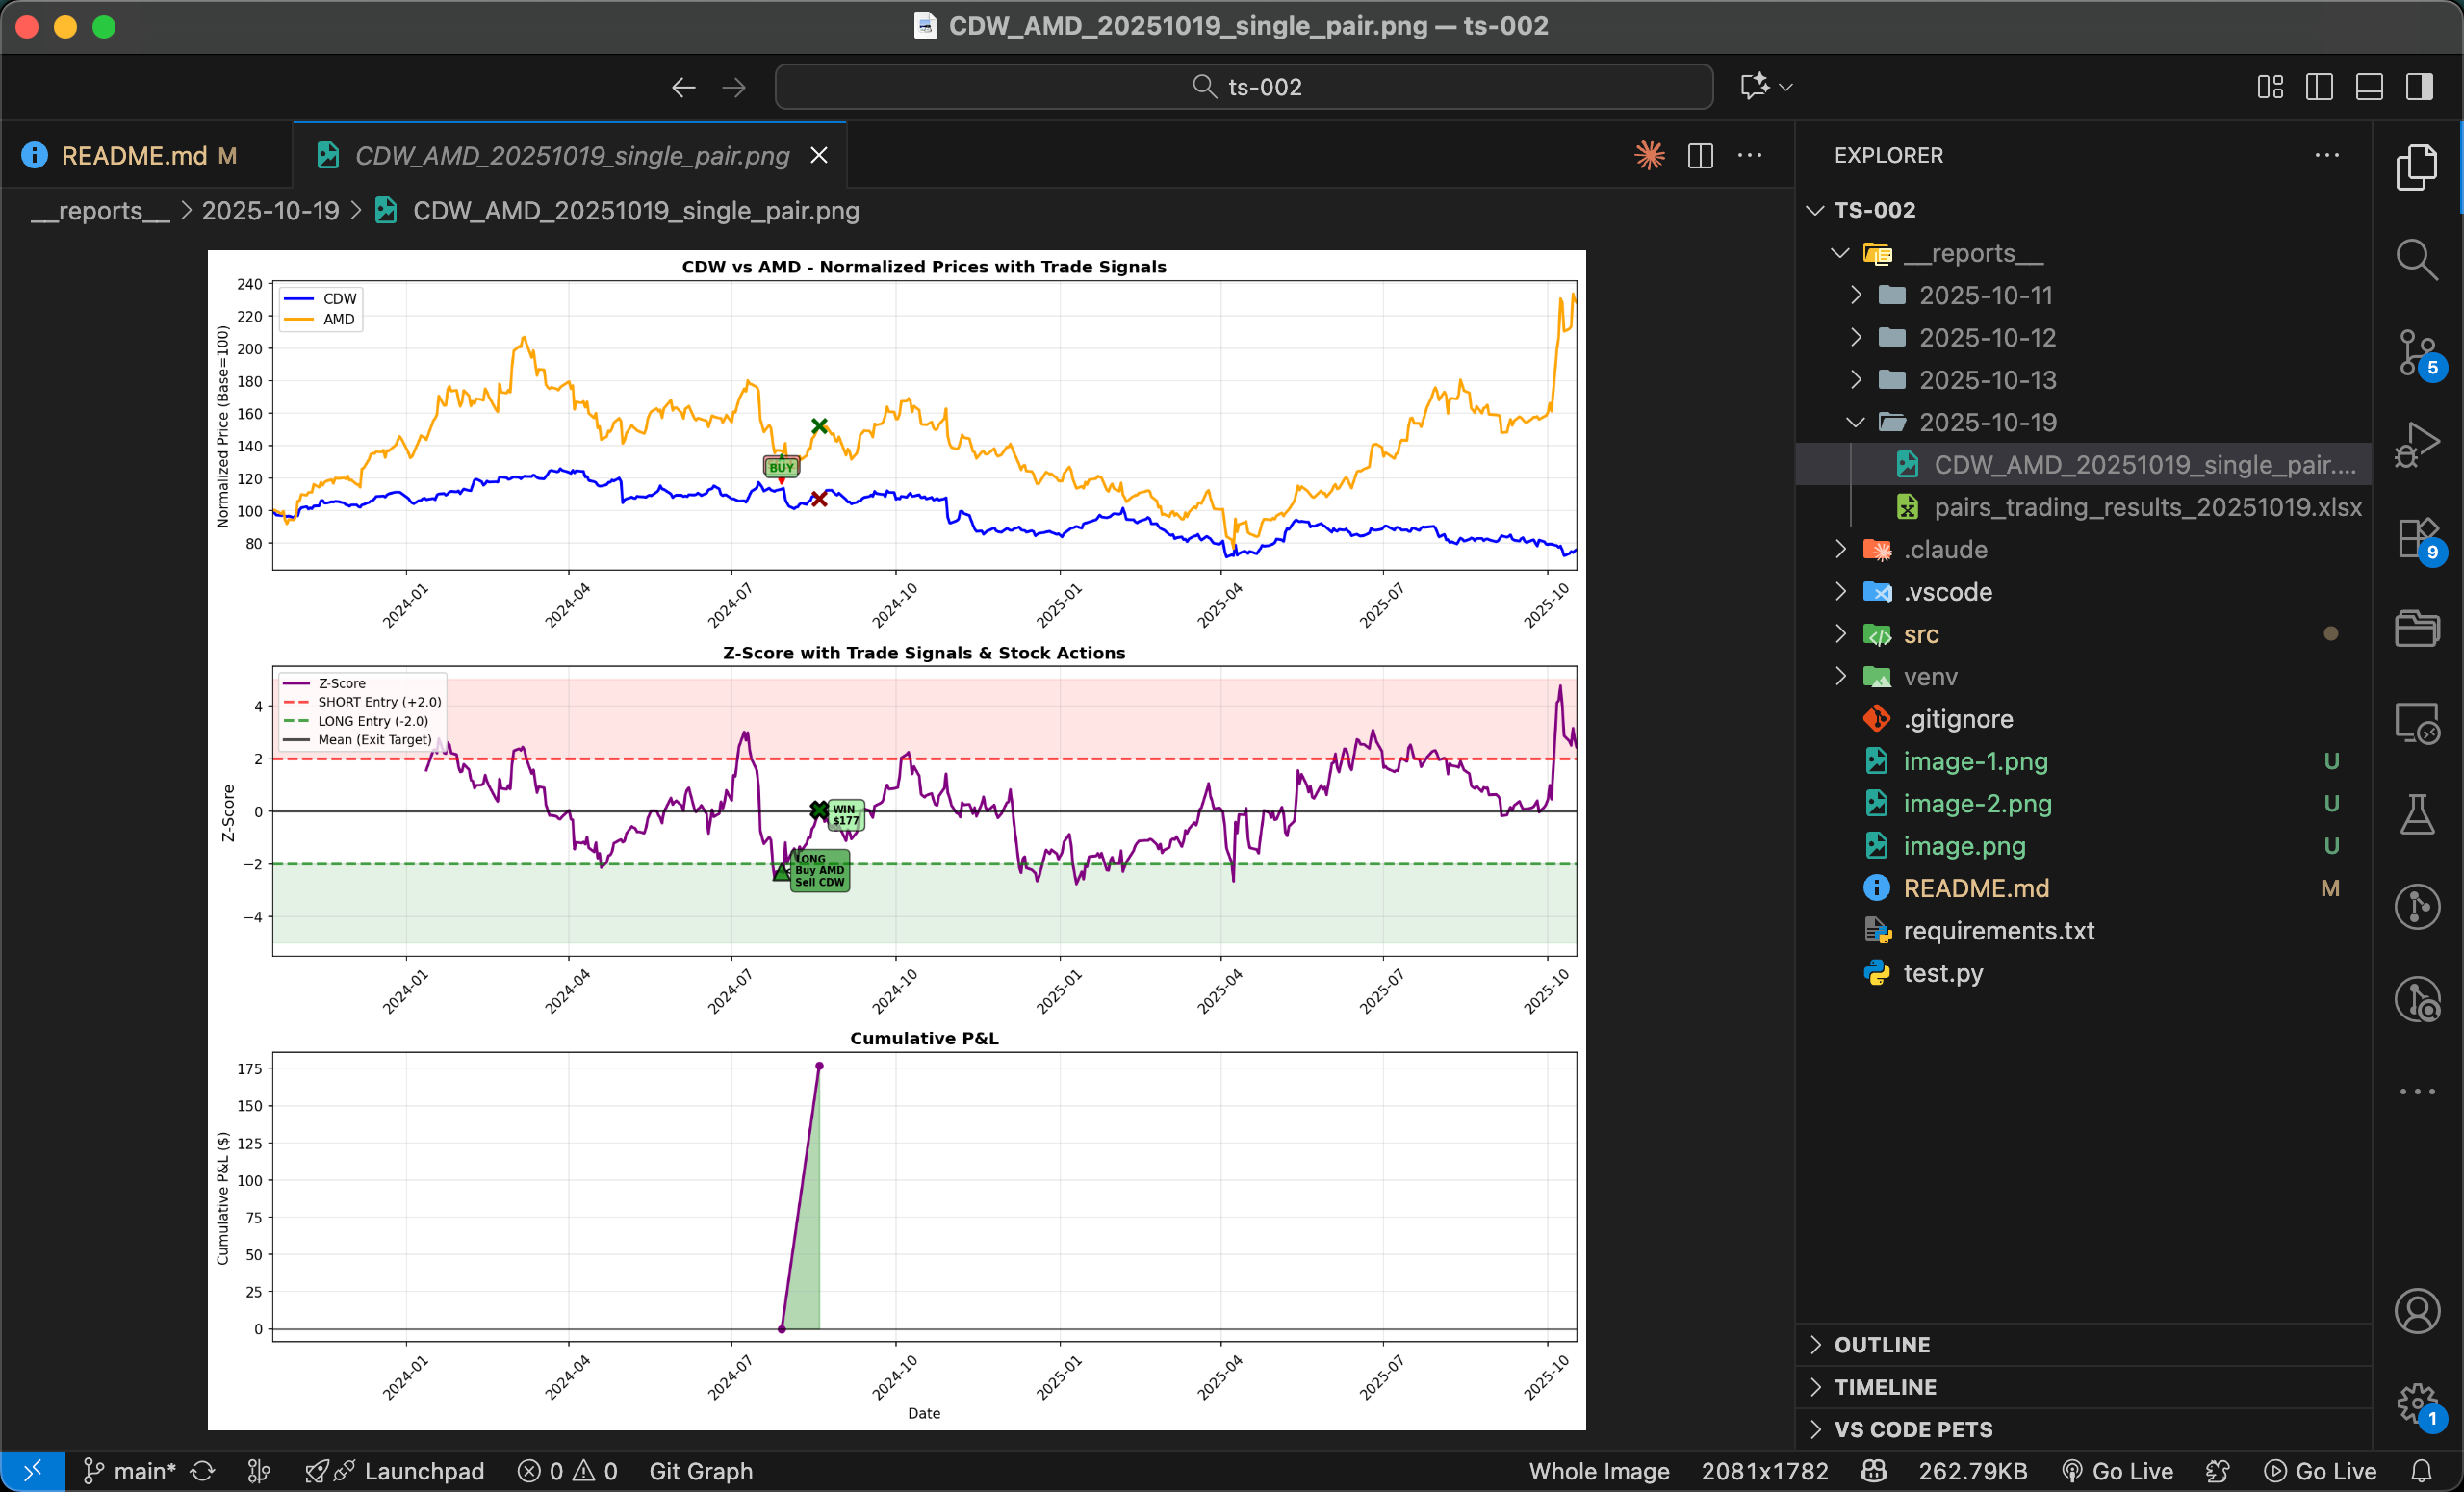 CDW_AMD_20251019_single_pair.png — ts-002
ts-002
README.md M
CDW_AMD_20251019_single_pair.png
__reports__ > 2025-10-19 > CDW_AMD_20251019_single_pair.png
CDW vs AMD - Normalized Prices with Trade Signals
Normalized Price (Base=100)
240
220
200
180
160
140
120
100
80
CDW
AMD
BUY
2024-01
2024-04
2024-07
2024-10
2025-01
2025-04
2025-07
2025-10
Z-Score with Trade Signals & Stock Actions
Z-Score
4
2
0
−2
−4
Z-Score
SHORT Entry (+2.0)
LONG Entry (-2.0)
Mean (Exit Target)
WIN
$177
LONG
Buy AMD
Sell CDW
2024-01
2024-04
2024-07
2024-10
2025-01
2025-04
2025-07
2025-10
Cumulative P&L
Cumulative P&L ($)
175
150
125
100
75
50
25
0
2024-01
2024-04
2024-07
2024-10
2025-01
2025-04
2025-07
2025-10
Date
EXPLORER
TS-002
__reports__
2025-10-11
2025-10-12
2025-10-13
2025-10-19
CDW_AMD_20251019_single_pair....
pairs_trading_results_20251019.xlsx
.claude
.vscode
src
venv
.gitignore
image-1.png U
image-2.png U
image.png U
README.md M
requirements.txt
test.py
OUTLINE
TIMELINE
VS CODE PETS
5
9
1
main* Launchpad 0 0 Git Graph
Whole Image 2081x1782 262.79KB Go Live Go Live